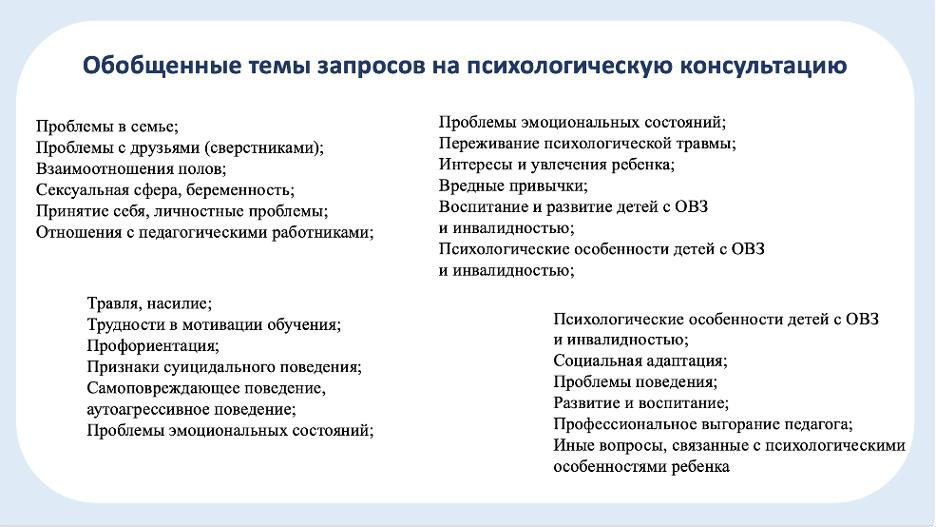 Обобщенные темы запросов на психологическую консультацию
Проблемы в семье;
Проблемы с друзьями (сверстниками);
Взаимоотношения полов;
Сексуальная сфера, беременность;
Принятие себя, личностные проблемы;
Отношения с педагогическими работниками;
Проблемы эмоциональных состояний;
Переживание психологической травмы;
Интересы и увлечения ребенка;
Вредные привычки;
Воспитание и развитие детей с ОВЗ
и инвалидностью;
Психологические особенности детей с ОВЗ
и инвалидностью;
Травля, насилие;
Трудности в мотивации обучения;
Профориентация;
Признаки суицидального поведения;
Самоповреждающее поведение,
аутоагрессивное поведение;
Проблемы эмоциональных состояний;
Психологические особенности детей с ОВЗ
и инвалидностью;
Социальная адаптация;
Проблемы поведения;
Развитие и воспитание;
Профессиональное выгорание педагога;
Иные вопросы, связанные с психологическими
особенностями ребенка